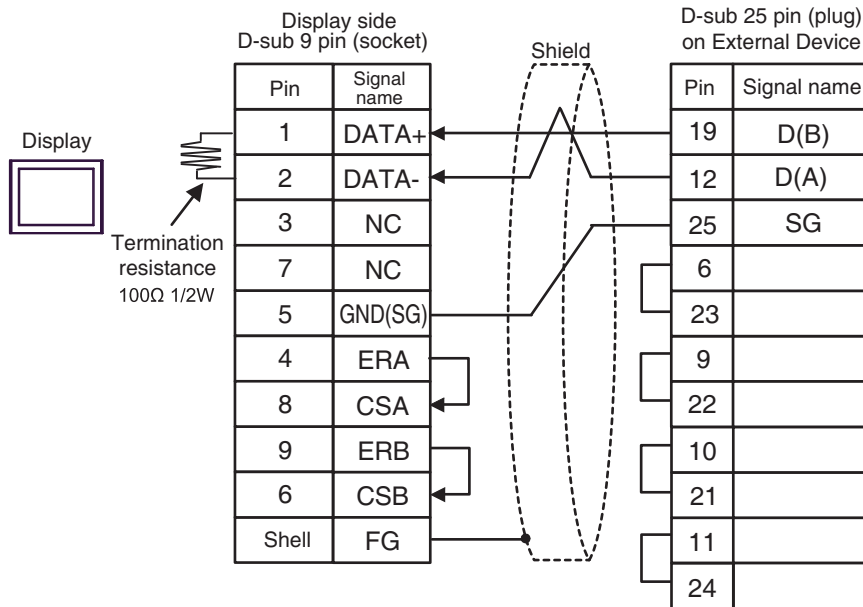 Display side
D-sub 9 pin (socket)
D-sub 25 pin (plug)
on External Device
Shield
Pin Signal name
1 DATA+
2 DATA-
3 NC
7 NC
5 GND(SG)
4 ERA
8 CSA
9 ERB
6 CSB
Shell FG
Display
Termination
resistance
100Ω 1/2W
Pin Signal name
19 D(B)
12 D(A)
25 SG
6
23
9
22
10
21
11
24